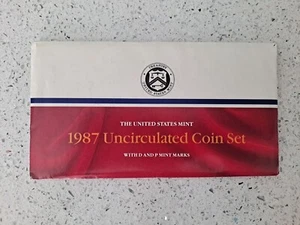 THE UNITED STATES MINT
1987 Uncirculated Coin Set
WITH D AND P MINT MARKS